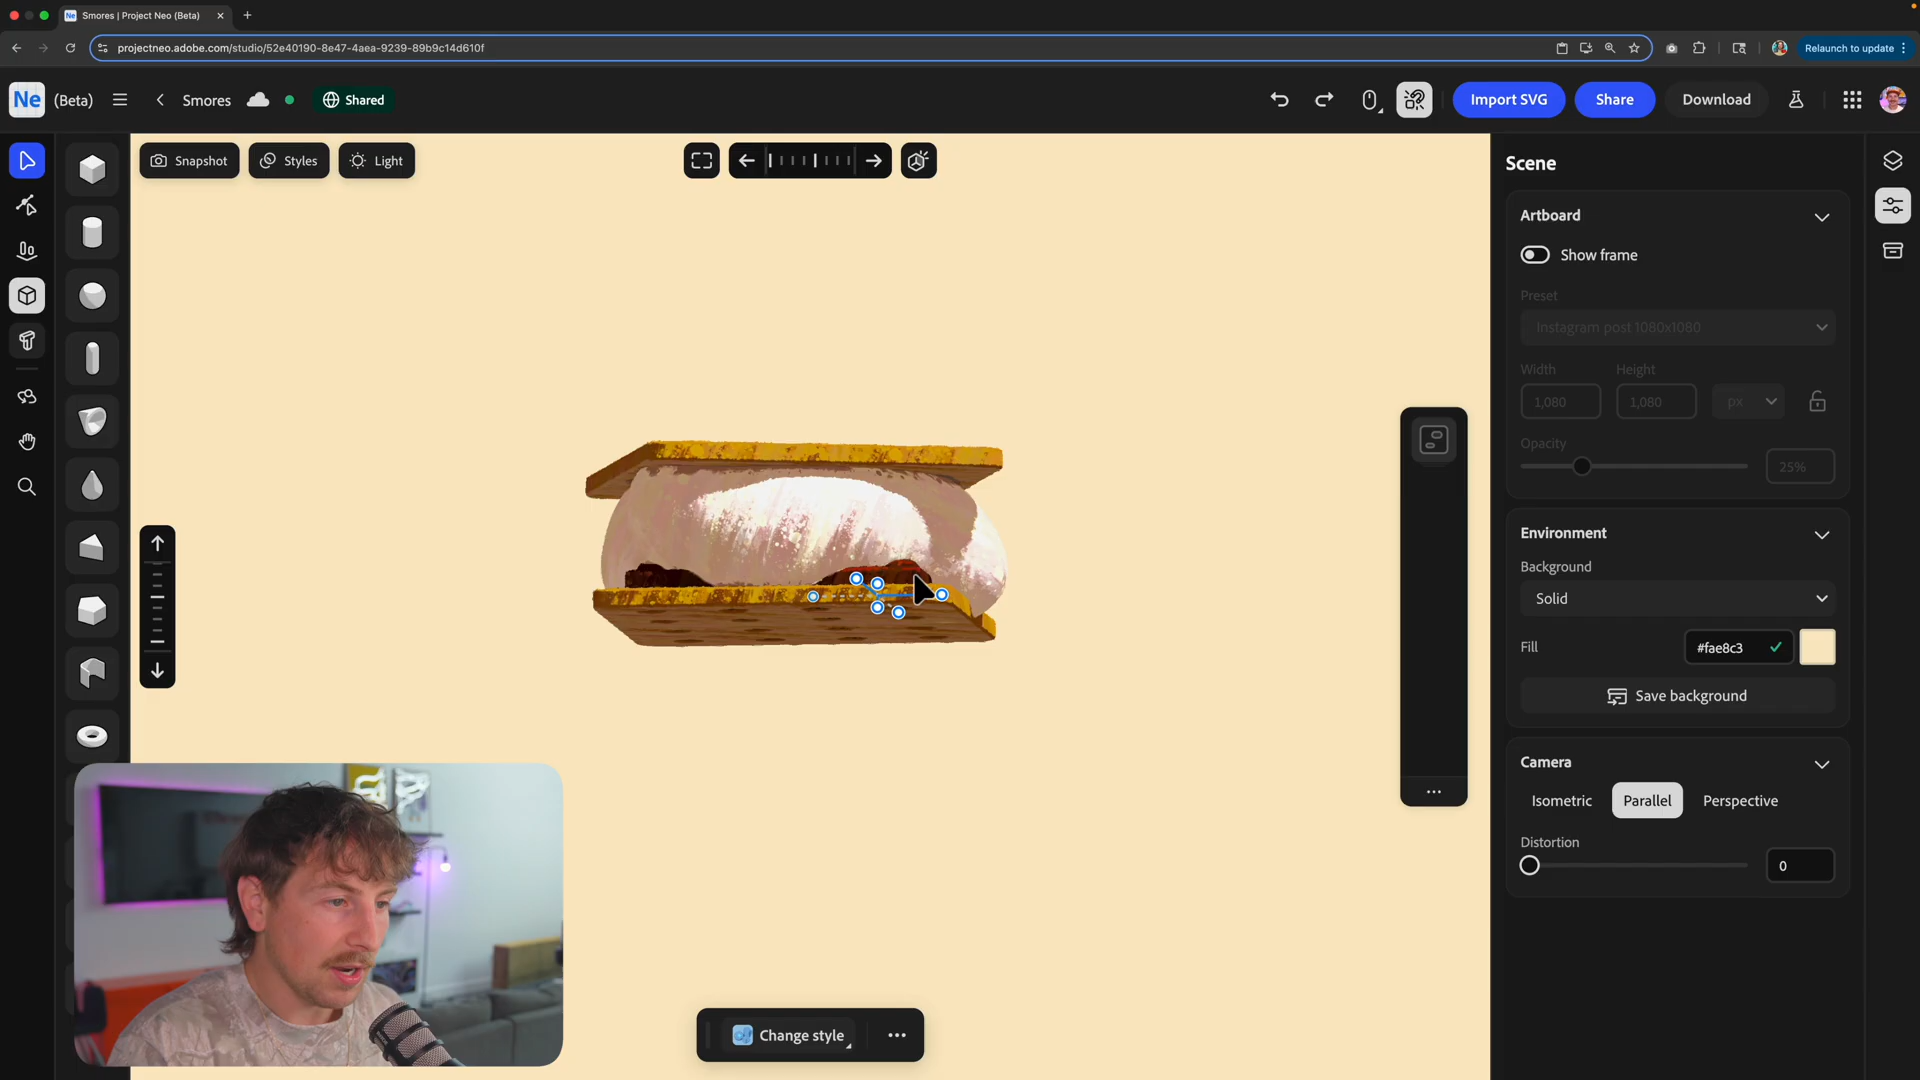 Ne Smores | Project Neo (Beta)
projectneo.adobe.com/studio/52e40190-8e47-4aea-9239-89b9c14d610f
Relaunch to update
Ne (Beta)
Smores
Shared
Import SVG
Share
Download
Snapshot
Styles
Light
Scene
Artboard
Show frame
Preset
Instagram post 1080x1080
Width
Height
1,080
1,080
px
Opacity
25%
Environment
Background
Solid
Fill
#fae8c3
Save background
Camera
Isometric
Parallel
Perspective
Distortion
0
Change style